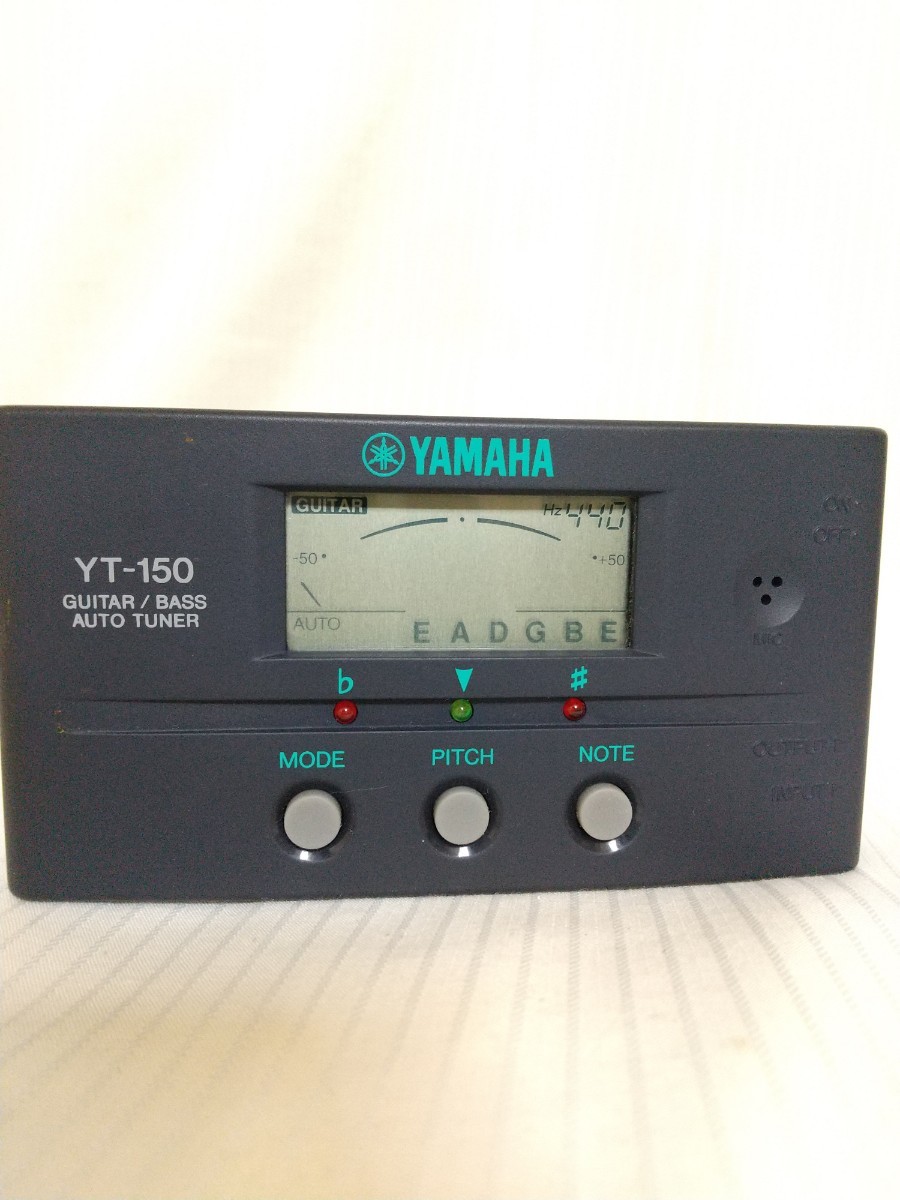 YAMAHA
GUITAR
Hz 440
-50
+50
AUTO
E A D G B E
YT-150
GUITAR / BASS
AUTO TUNER
ON
OFF
MIC
♭ ▼ ♯
MODE PITCH NOTE
OUTPUT
INPUT